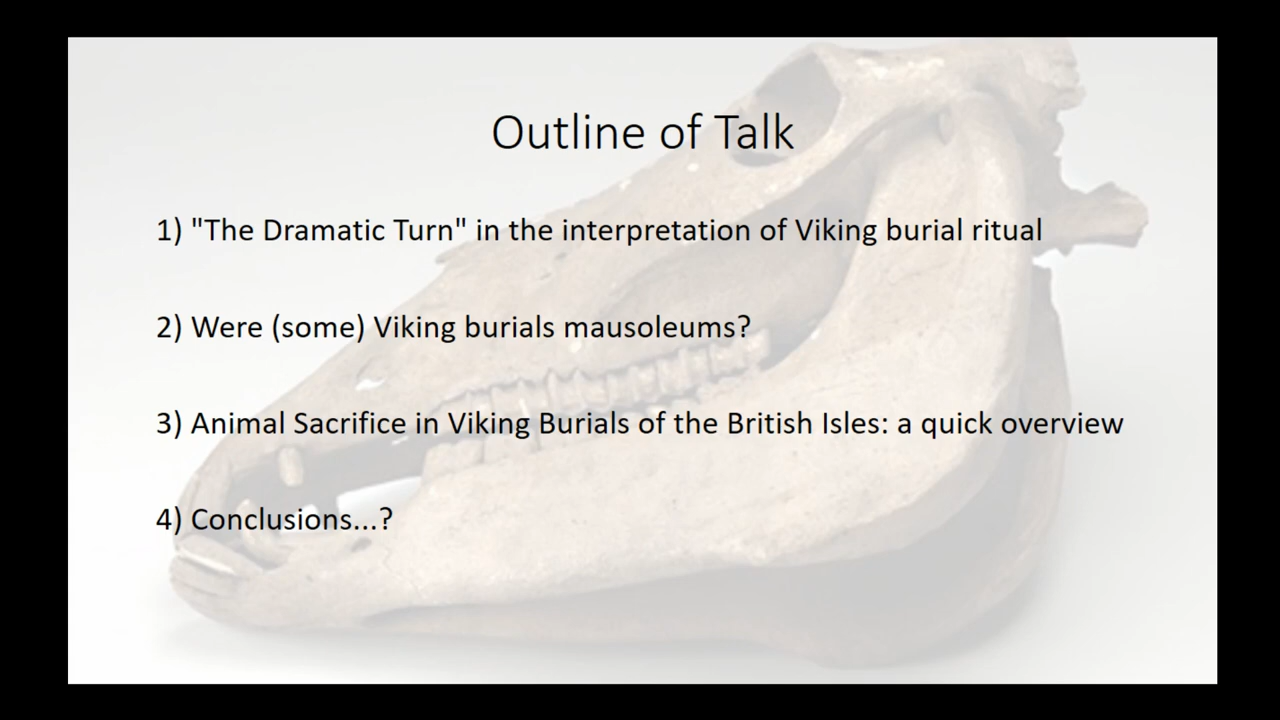 Outline of Talk
1) "The Dramatic Turn" in the interpretation of Viking burial ritual
2) Were (some) Viking burials mausoleums?
3) Animal Sacrifice in Viking Burials of the British Isles: a quick overview
4) Conclusions...?